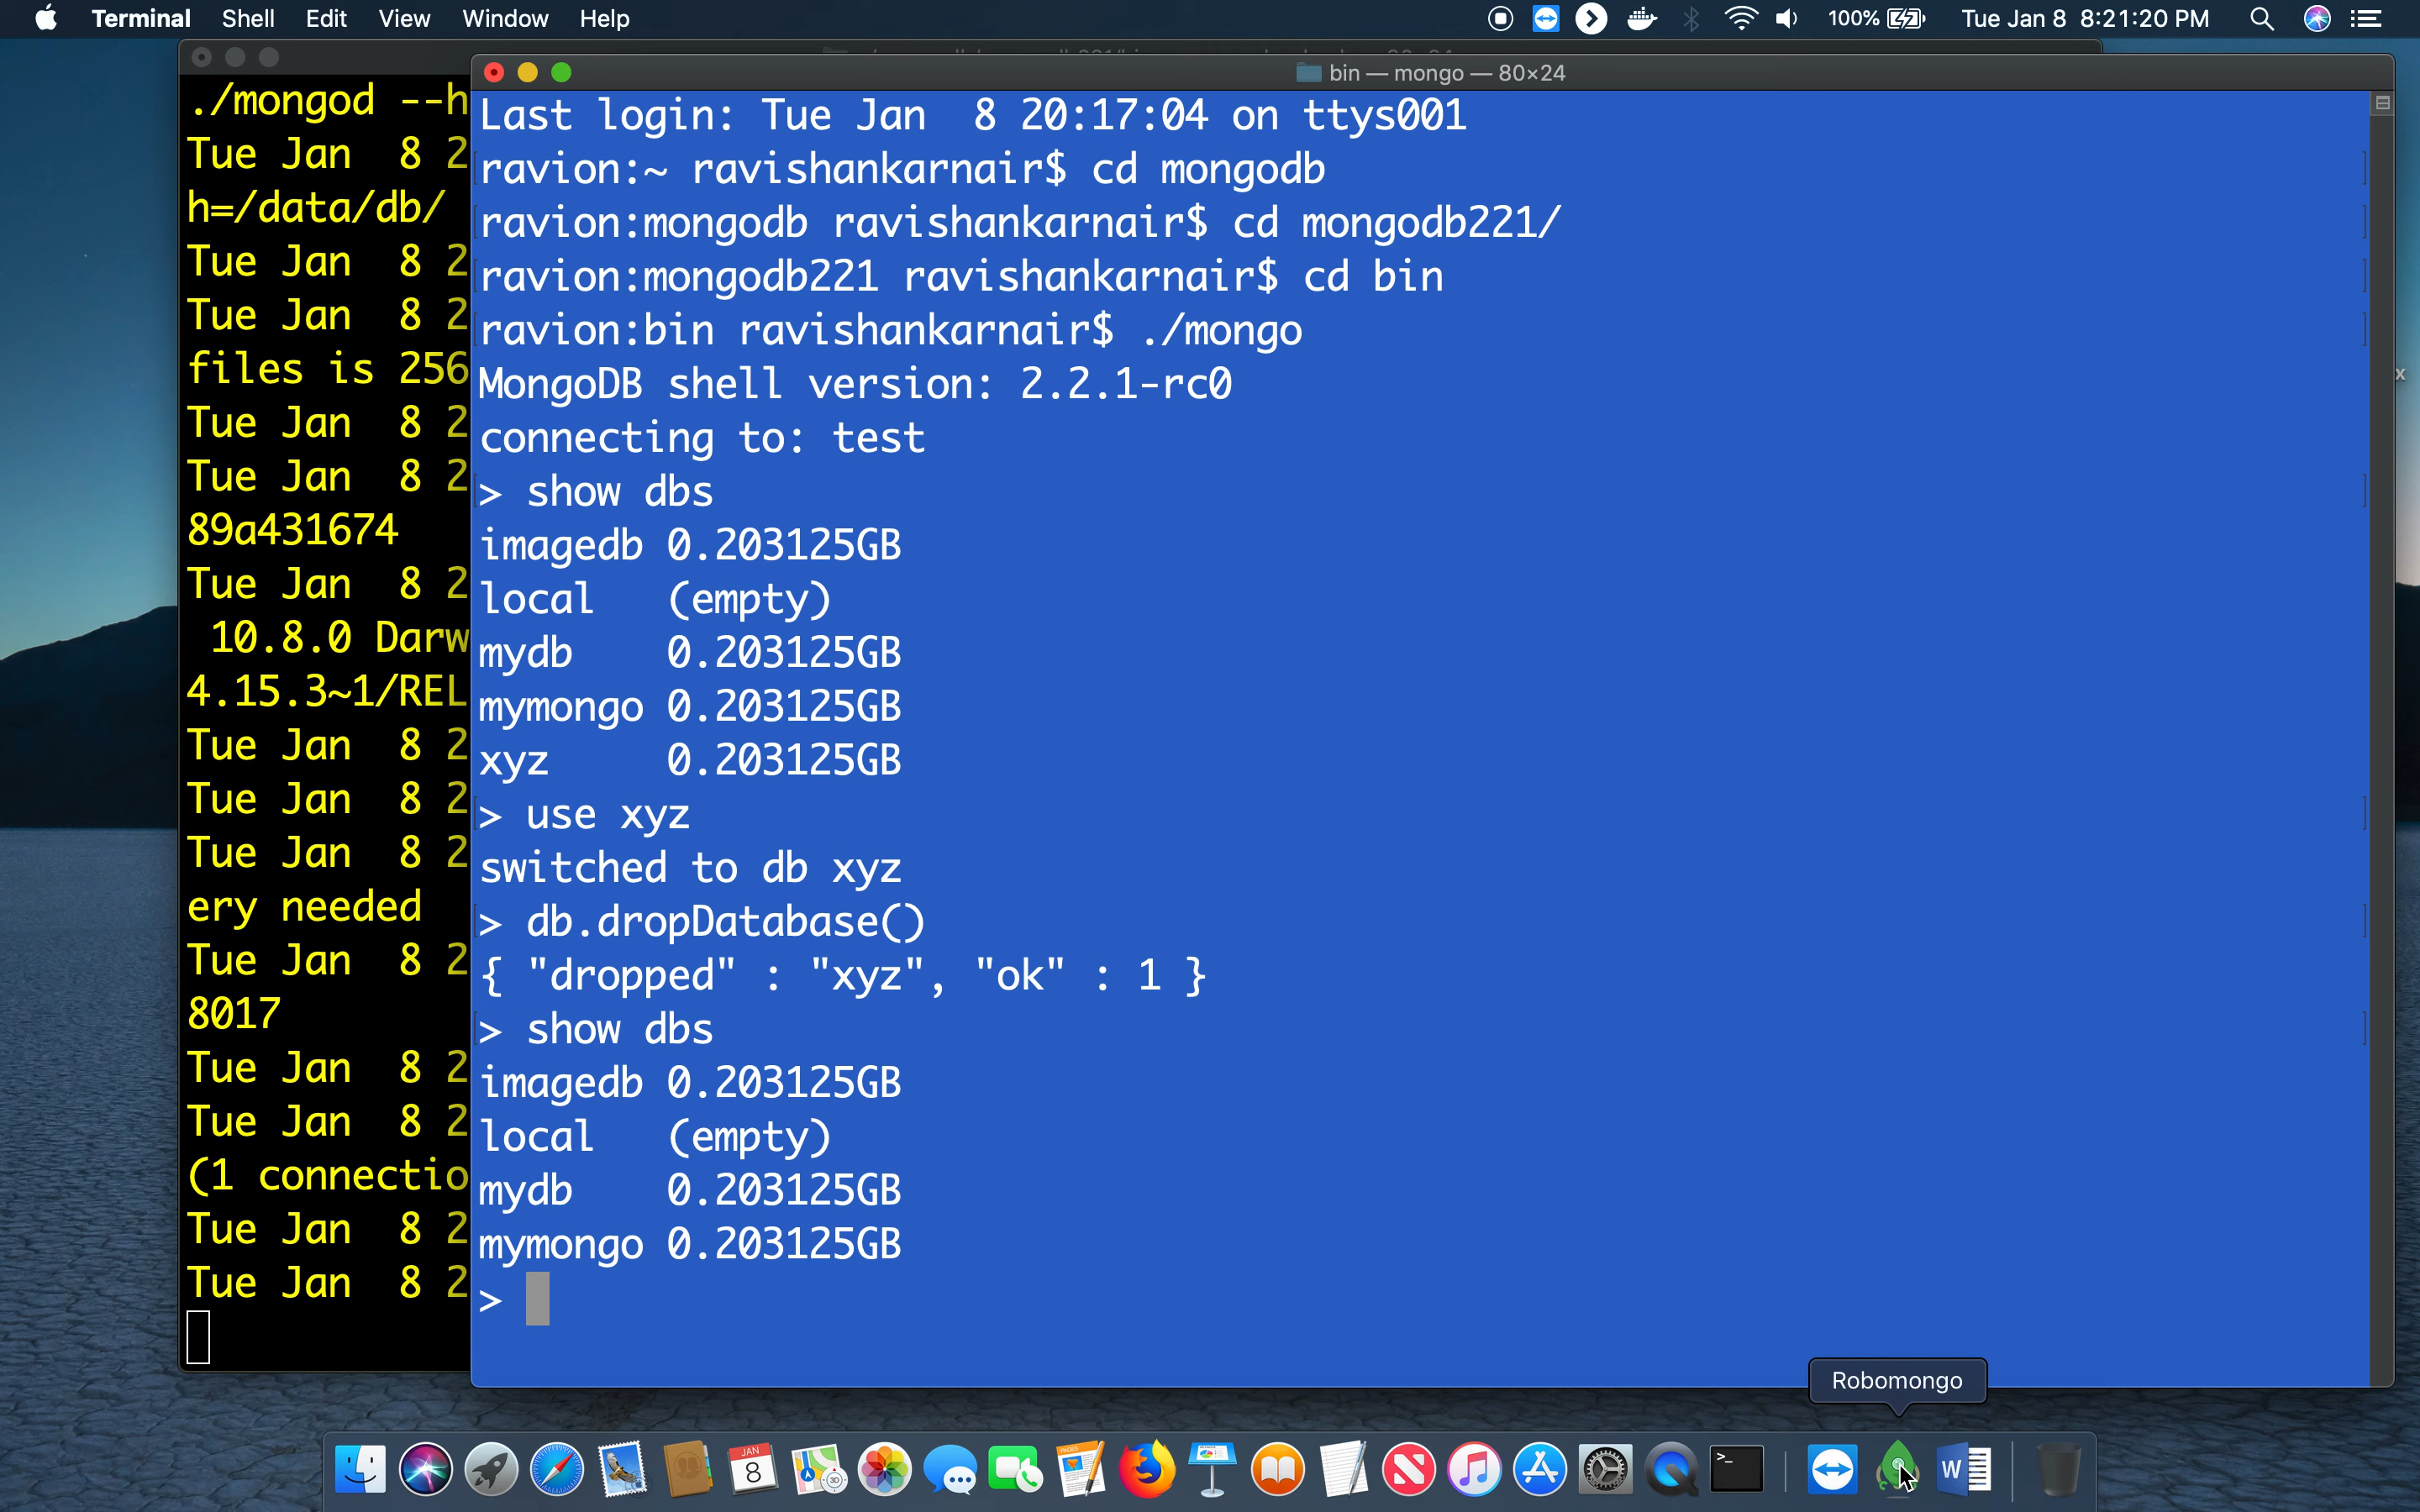 Terminal Shell Edit View Window Help 100% Tue Jan 8 8:21:20 PM
bin — mongo — 80×24
./mongod --h
Tue Jan  8 2
h=/data/db/
Tue Jan  8 2
Tue Jan  8 2
files is 256
Tue Jan  8 2
Tue Jan  8 2
89a431674
Tue Jan  8 2
10.8.0 Darw
4.15.3~1/REL
Tue Jan  8 2
Tue Jan  8 2
Tue Jan  8 2
ery needed
Tue Jan  8 2
8017
Tue Jan  8 2
Tue Jan  8 2
(1 connectio
Tue Jan  8 2
Tue Jan  8 2
Last login: Tue Jan  8 20:17:04 on ttys001
ravion:~ ravishankarnair$ cd mongodb
ravion:mongodb ravishankarnair$ cd mongodb221/
ravion:mongodb221 ravishankarnair$ cd bin
ravion:bin ravishankarnair$ ./mongo
MongoDB shell version: 2.2.1-rc0
connecting to: test
> show dbs
imagedb 0.203125GB
local   (empty)
mydb    0.203125GB
mymongo 0.203125GB
xyz     0.203125GB
> use xyz
switched to db xyz
> db.dropDatabase()
{ "dropped" : "xyz", "ok" : 1 }
> show dbs
imagedb 0.203125GB
local   (empty)
mydb    0.203125GB
mymongo 0.203125GB
>
x
Robomongo
PAGES
JAN
8
3D
W